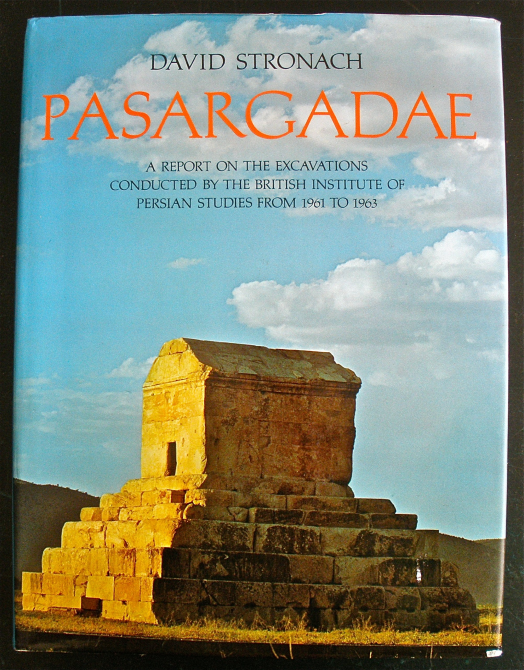 DAVID STRONACH
PASARGADAE
A REPORT ON THE EXCAVATIONS
CONDUCTED BY THE BRITISH INSTITUTE OF
PERSIAN STUDIES FROM 1961 TO 1963